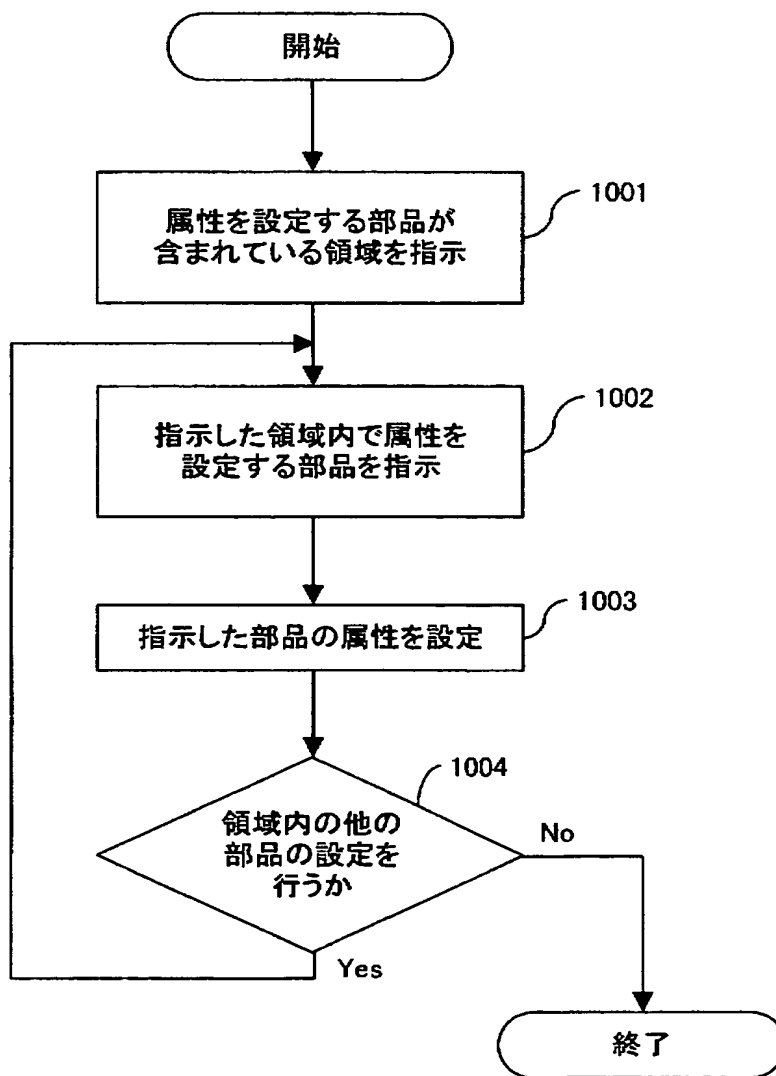 開始
属性を設定する部品が
含まれている領域を指示
1001
指示した領域内で属性を
設定する部品を指示
1002
指示した部品の属性を設定
1003
領域内の他の
部品の設定を
行うか
1004
No
Yes
終了